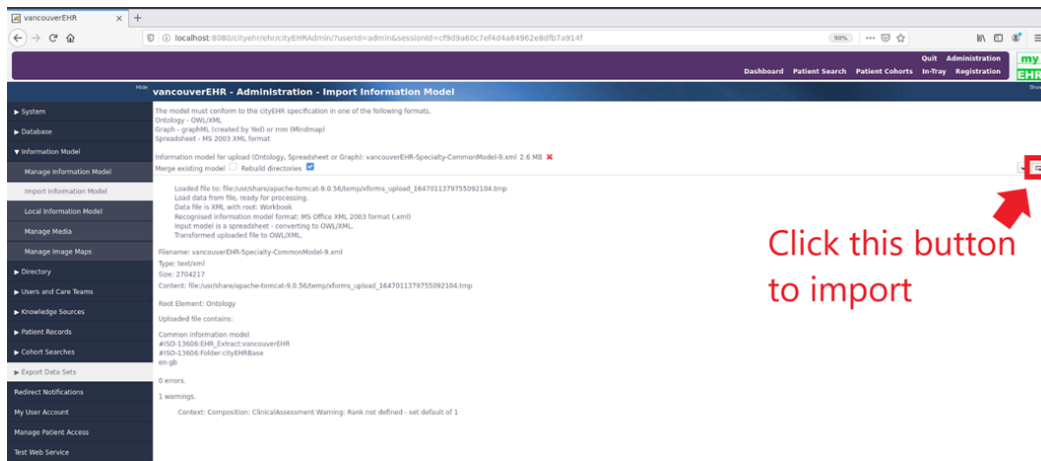 vancouverEHR
localhost:8080/cityehr/ehr/cityEHRAdmin/?userId=admin&sessionId=cf9d9a60c7ef4d4a84962e8dfb7a914f
90%
Quit Administration
Dashboard Patient Search Patient Cohorts In-Tray Registration
my
EHR
Hide
vancouverEHR - Administration - Import Information Model
System
Database
Information Model
Manage Information Model
Import Information Model
Local Information Model
Manage Media
Manage Image Maps
Directory
Users and Care Teams
Knowledge Sources
Patient Records
Cohort Searches
Export Data Sets
Redirect Notifications
My User Account
Manage Patient Access
Test Web Service
The model must conform to the cityEHR specification in one of the following formats.
Ontology - OWL/XML
Graph - graphML (created by Yed) or mm (Mindmap)
Spreadsheet - MS 2003 XML format
Information model for upload (Ontology, Spreadsheet or Graph): vancouverEHR-Specialty-CommonModel-9.xml 2.6 MB
Merge existing model Rebuild directories
Loaded file to: file:/usr/share/apache-tomcat-9.0.56/temp/xforms_upload_1647011379755092104.tmp
Load data from file, ready for processing.
Data file is XML with root: Workbook
Recognised information model format: MS Office XML 2003 format (.xml)
Input model is a spreadsheet - converting to OWL/XML.
Transformed uploaded file to OWL/XML.
Filename: vancouverEHR-Specialty-CommonModel-9.xml
Type: text/xml
Size: 2704217
Content: file:/usr/share/apache-tomcat-9.0.56/temp/xforms_upload_1647011379755092104.tmp
Root Element: Ontology
Uploaded file contains:
Common information model
#ISO-13606:EHR_Extract:vancouverEHR
#ISO-13606:Folder:cityEHRBase
en-gb
0 errors.
1 warnings.
Context: Composition: ClinicalAssessment Warning: Rank not defined - set default of 1
Click this button
to import